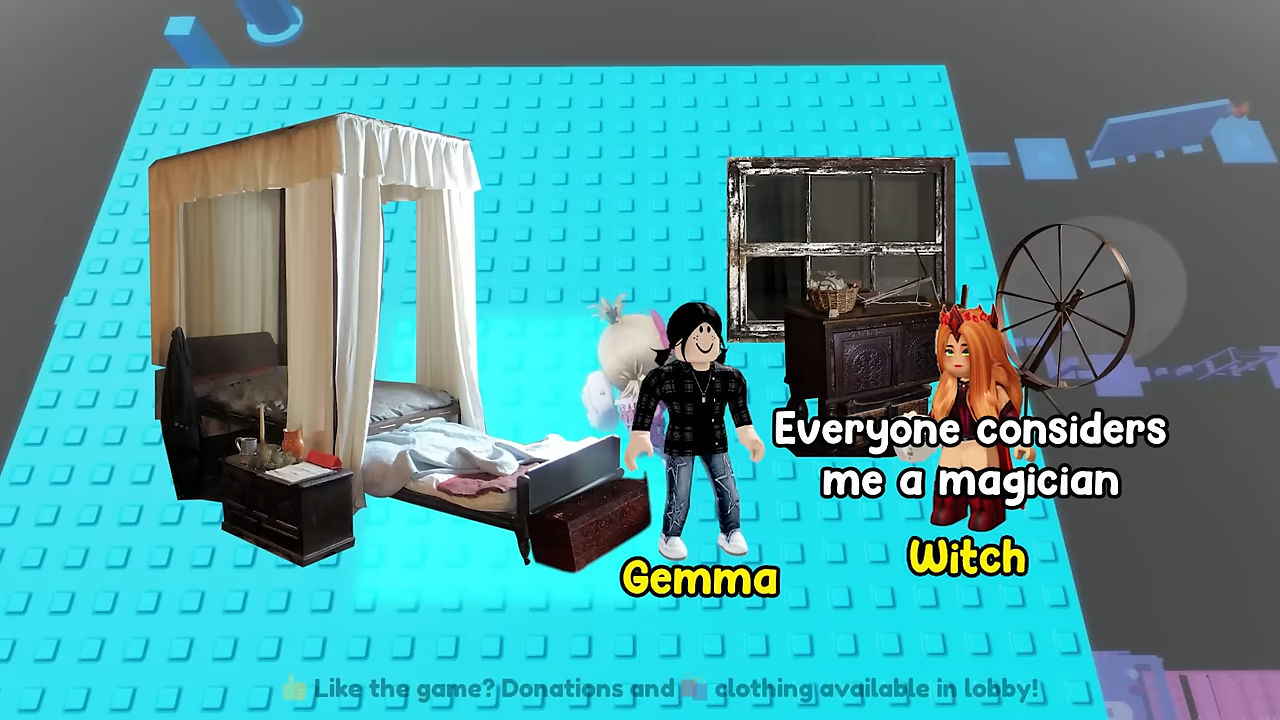 Everyone considers
me a magician
Witch
Gemma
Like the game? Donations and clothing available in lobby!